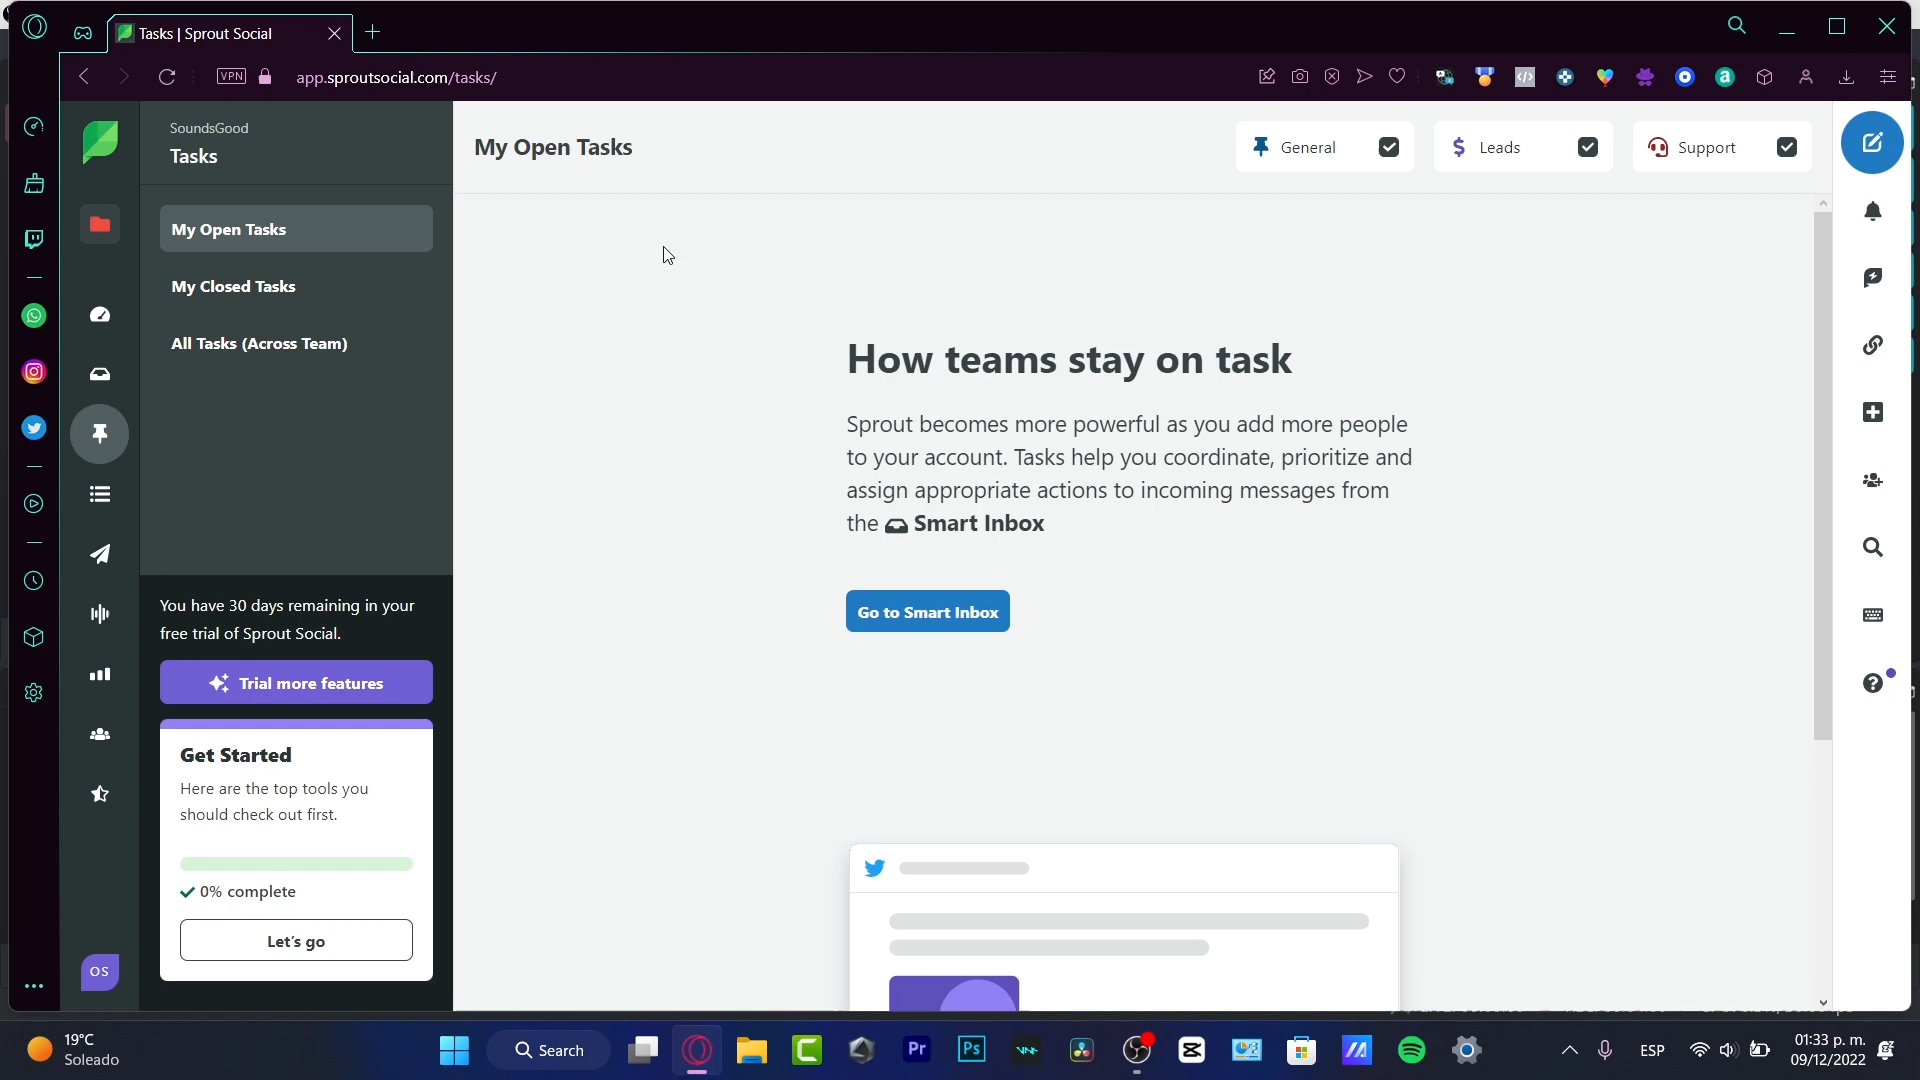 Tasks | Sprout Social
VPN
app.sproutsocial.com/tasks/
SoundsGood
Tasks
My Open Tasks
My Closed Tasks
All Tasks (Across Team)
You have 30 days remaining in your
free trial of Sprout Social.
Trial more features
Get Started
Here are the top tools you
should check out first.
0% complete
Let's go
OS
My Open Tasks
General
Leads
Support
How teams stay on task
Sprout becomes more powerful as you add more people
to your account. Tasks help you coordinate, prioritize and
assign appropriate actions to incoming messages from
the Smart Inbox
Go to Smart Inbox
19°C
Soleado
Search
Pr
Ps
ESP
01:33 p. m.
09/12/2022